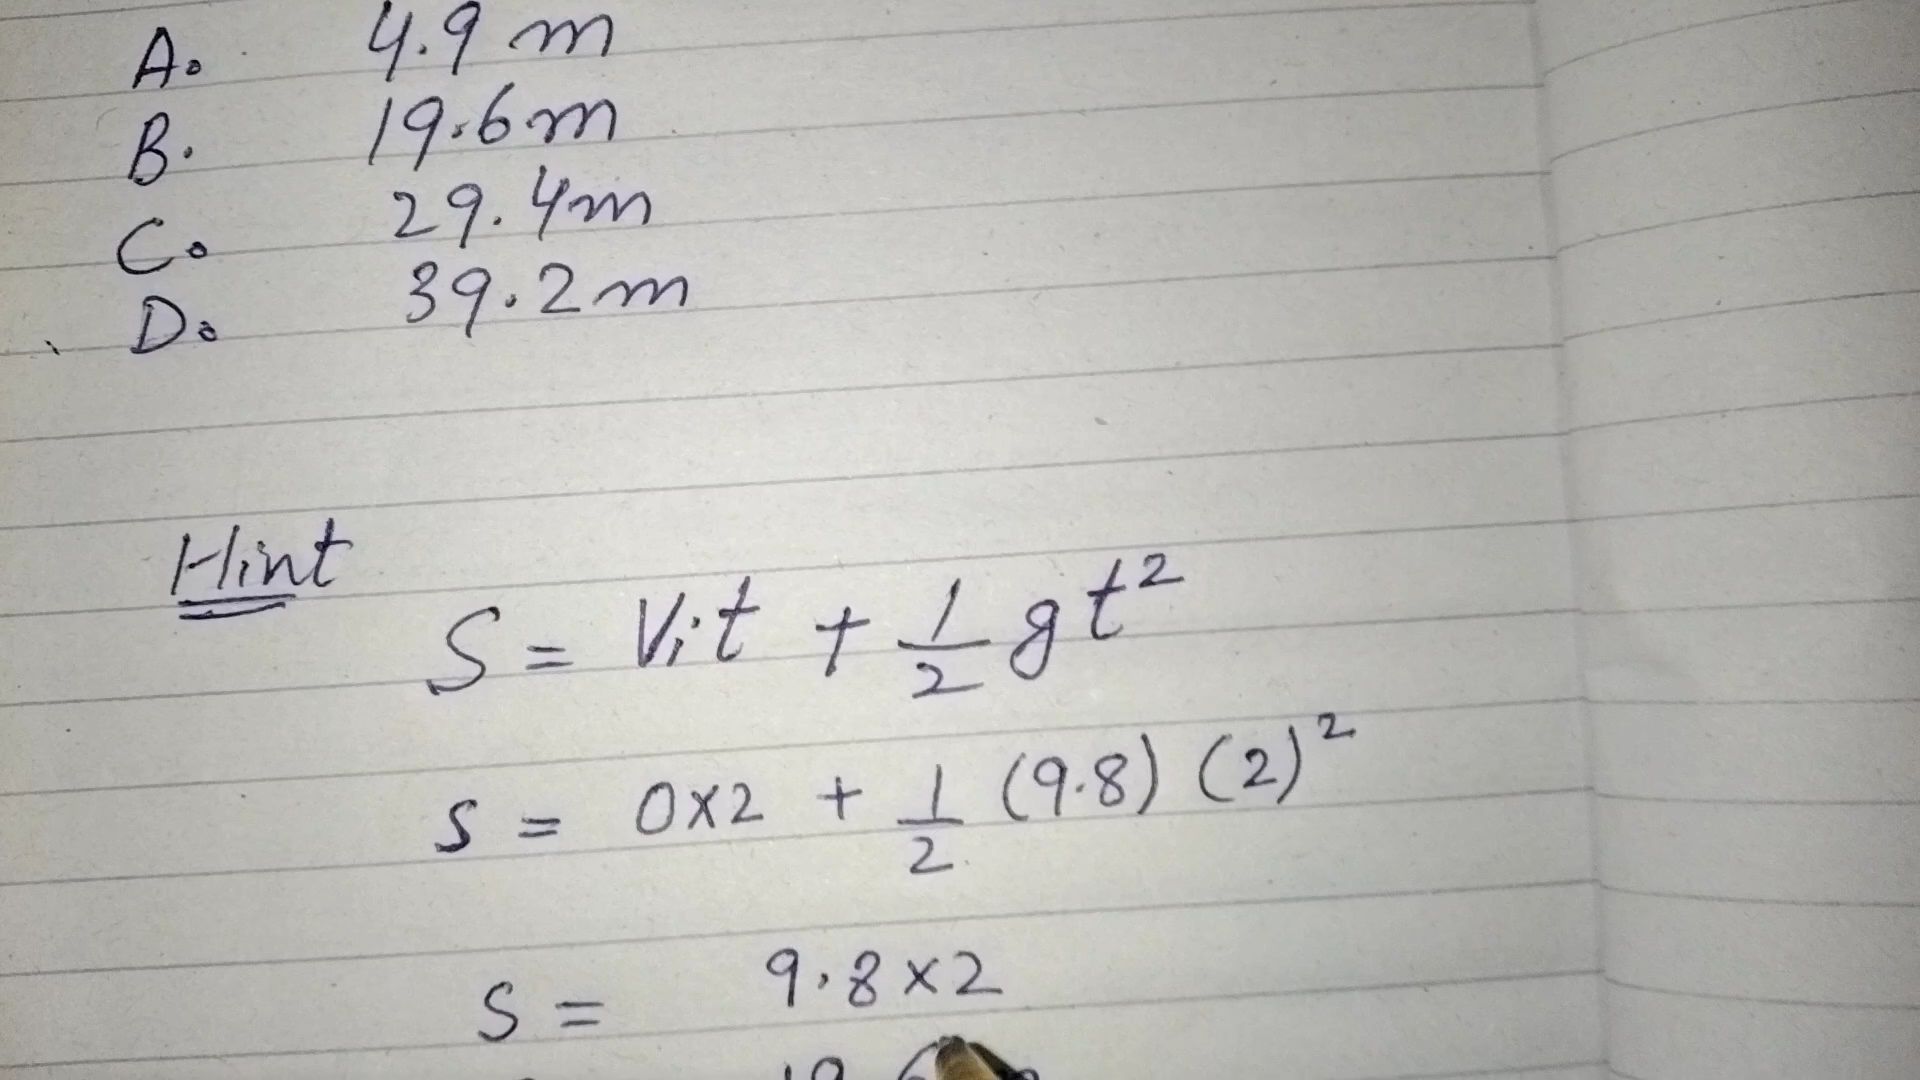 A. 4.9 m
B. 19.6 m
C. 29.4 m
D. 39.2 m
Hint
S = Vit + 1/2 gt²
S = 0×2 + 1/2 (9.8) (2)²
S = 9.8×2